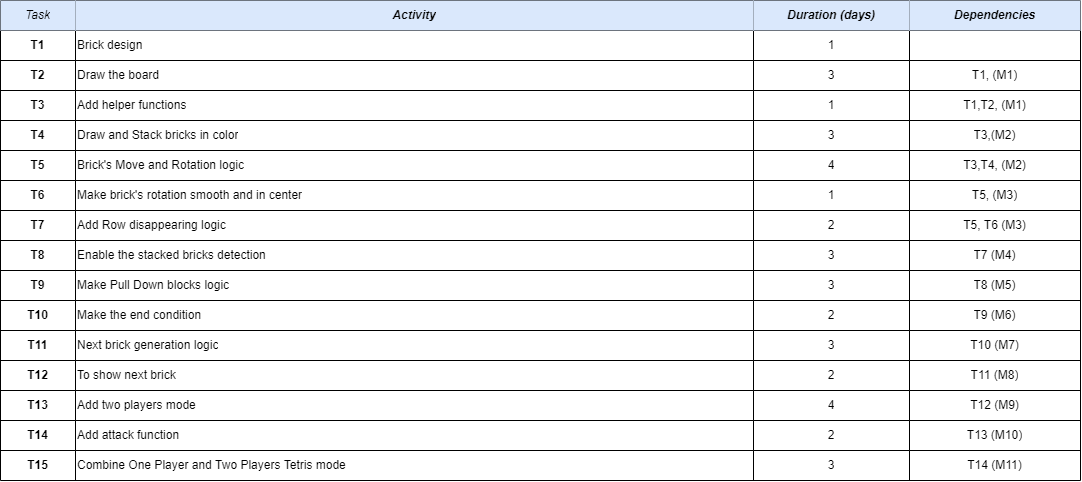 Task Activity Duration (days) Dependencies
T1 Brick design 1
T2 Draw the board 3 T1, (M1)
T3 Add helper functions 1 T1,T2, (M1)
T4 Draw and Stack bricks in color 3 T3,(M2)
T5 Brick's Move and Rotation logic 4 T3,T4, (M2)
T6 Make brick's rotation smooth and in center 1 T5, (M3)
T7 Add Row disappearing logic 2 T5, T6 (M3)
T8 Enable the stacked bricks detection 3 T7 (M4)
T9 Make Pull Down blocks logic 3 T8 (M5)
T10 Make the end condition 2 T9 (M6)
T11 Next brick generation logic 3 T10 (M7)
T12 To show next brick 2 T11 (M8)
T13 Add two players mode 4 T12 (M9)
T14 Add attack function 2 T13 (M10)
T15 Combine One Player and Two Players Tetris mode 3 T14 (M11)